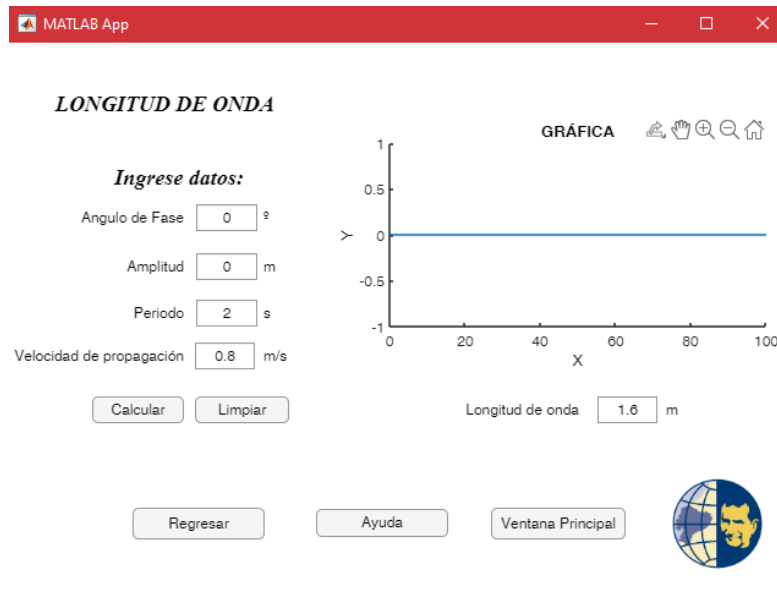 MATLAB App
LONGITUD DE ONDA
Ingrese datos:
Angulo de Fase 0 º
Amplitud 0 m
Periodo 2 s
Velocidad de propagación 0.8 m/s
Calcular Limpiar
GRÁFICA
1
0.5
0
-0.5
-1
Y
0 20 40 60 80 100
X
Longitud de onda 1.6 m
Regresar Ayuda Ventana Principal